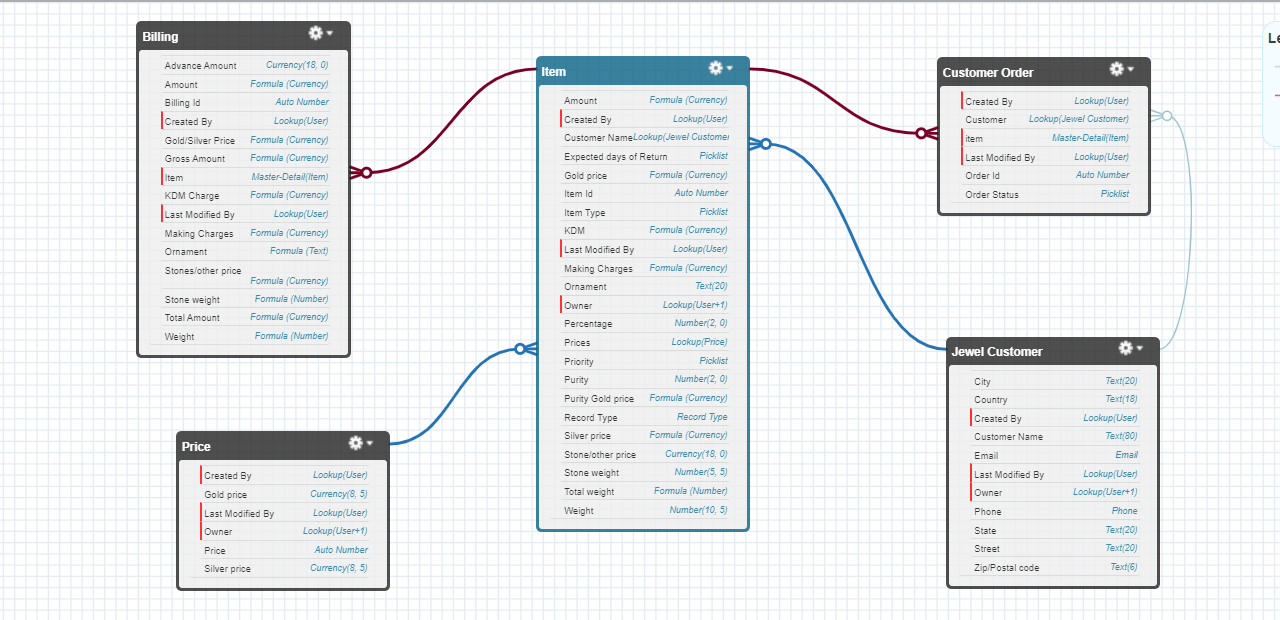 Billing
Advance Amount Currency(18, 0)
Amount Formula (Currency)
Billing Id Auto Number
Created By Lookup(User)
Gold/Silver Price Formula (Currency)
Gross Amount Formula (Currency)
Item Master-Detail(Item)
KDM Charge Formula (Currency)
Last Modified By Lookup(User)
Making Charges Formula (Currency)
Ornament Formula (Text)
Stones/other price
Formula (Currency)
Stone weight Formula (Number)
Total Amount Formula (Currency)
Weight Formula (Number)
Price
Created By Lookup(User)
Gold price Currency(8, 5)
Last Modified By Lookup(User)
Owner Lookup(User+1)
Price Auto Number
Silver price Currency(8, 5)
Item
Amount Formula (Currency)
Created By Lookup(User)
Customer Name Lookup(Jewel Customer
Expected days of Return Picklist
Gold price Formula (Currency)
Item Id Auto Number
Item Type Picklist
KDM Formula (Currency)
Last Modified By Lookup(User)
Making Charges Formula (Currency)
Ornament Text(20)
Owner Lookup(User+1)
Percentage Number(2, 0)
Prices Lookup(Price)
Priority Picklist
Purity Number(2, 0)
Purity Gold price Formula (Currency)
Record Type Record Type
Silver price Formula (Currency)
Stone/other price Currency(18, 0)
Stone weight Number(5, 5)
Total weight Formula (Number)
Weight Number(10, 5)
Customer Order
Created By Lookup(User)
Customer Lookup(Jewel Customer)
item Master-Detail(Item)
Last Modified By Lookup(User)
Order Id Auto Number
Order Status Picklist
Jewel Customer
City Text(20)
Country Text(18)
Created By Lookup(User)
Customer Name Text(80)
Email Email
Last Modified By Lookup(User)
Owner Lookup(User+1)
Phone Phone
State Text(20)
Street Text(20)
Zip/Postal code Text(6)
Le